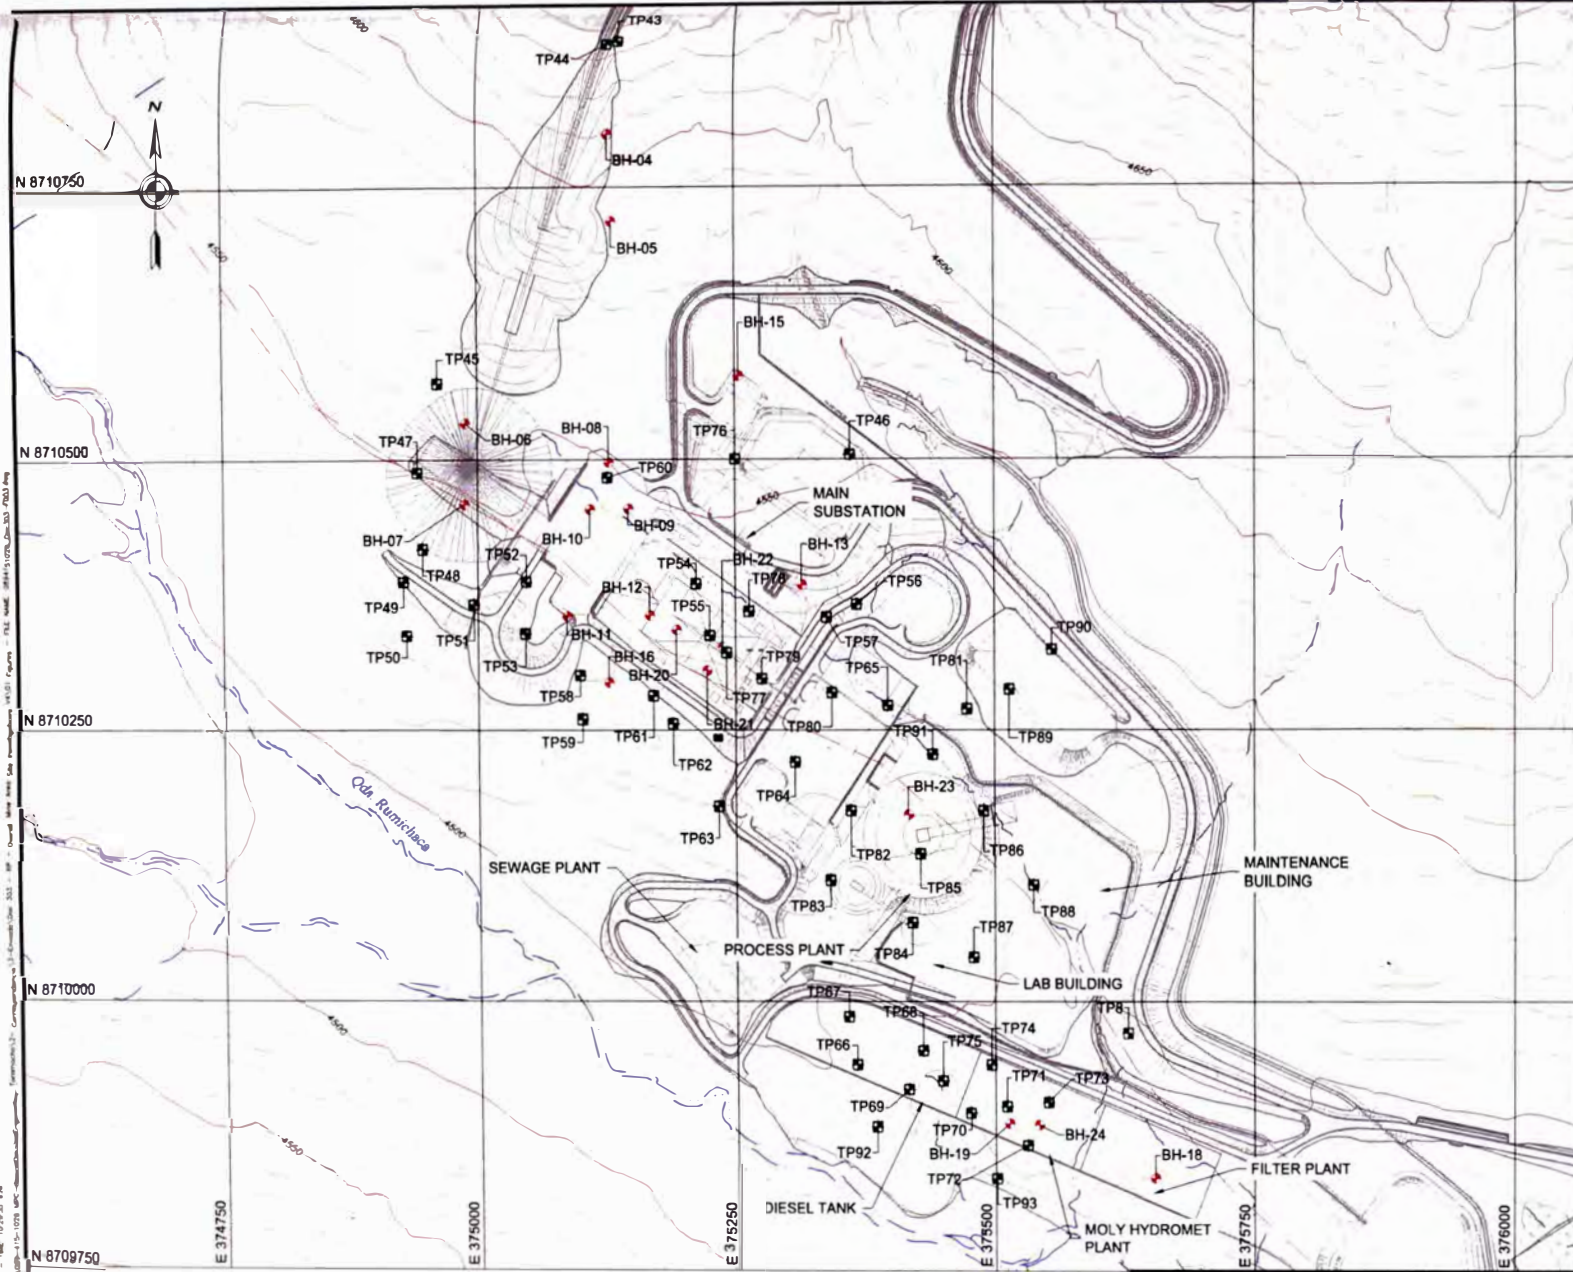 TP43
4600
TP44
N
BH-04
4650
N 8710750
BH-05
4550
4600
BH-15
TP45
TP46
TP76
BH-08
BH-06
TP47
N 8710500
TP60
4550
MAIN
SUBSTATION
BH-09
BH-10
BH-07
BH-22
BH-13
TP52
TP54
TP78
TP56
TP48
BH-12
TP49
TP55
TP51
BH-11
TP57
TP90
TP50
TP53
BH-16
TP79
TP65
TP81
BH-20
TP58
TP77
N 8710250
TP59
TP61
BH-21
TP80
TP91
TP89
TP62
TP64
BH-23
Qda. Rumichaca
4500
TP63
TP82
TP86
SEWAGE PLANT
TP85
MAINTENANCE
BUILDING
TP83
TP88
TP87
PROCESS PLANT
TP84
LAB BUILDING
N 8710000
TP67
TP68
TP8
4500
TP74
TP66
TP75
TP71
TP73
TP69
TP70
4550
TP92
BH-19
BH-24
BH-18
TP72
FILTER PLANT
TP93
DIESEL TANK
MOLY HYDROMET
PLANT
N 8709750
E 374750
E 375000
E 375250
E 375500
E 375750
E 376000